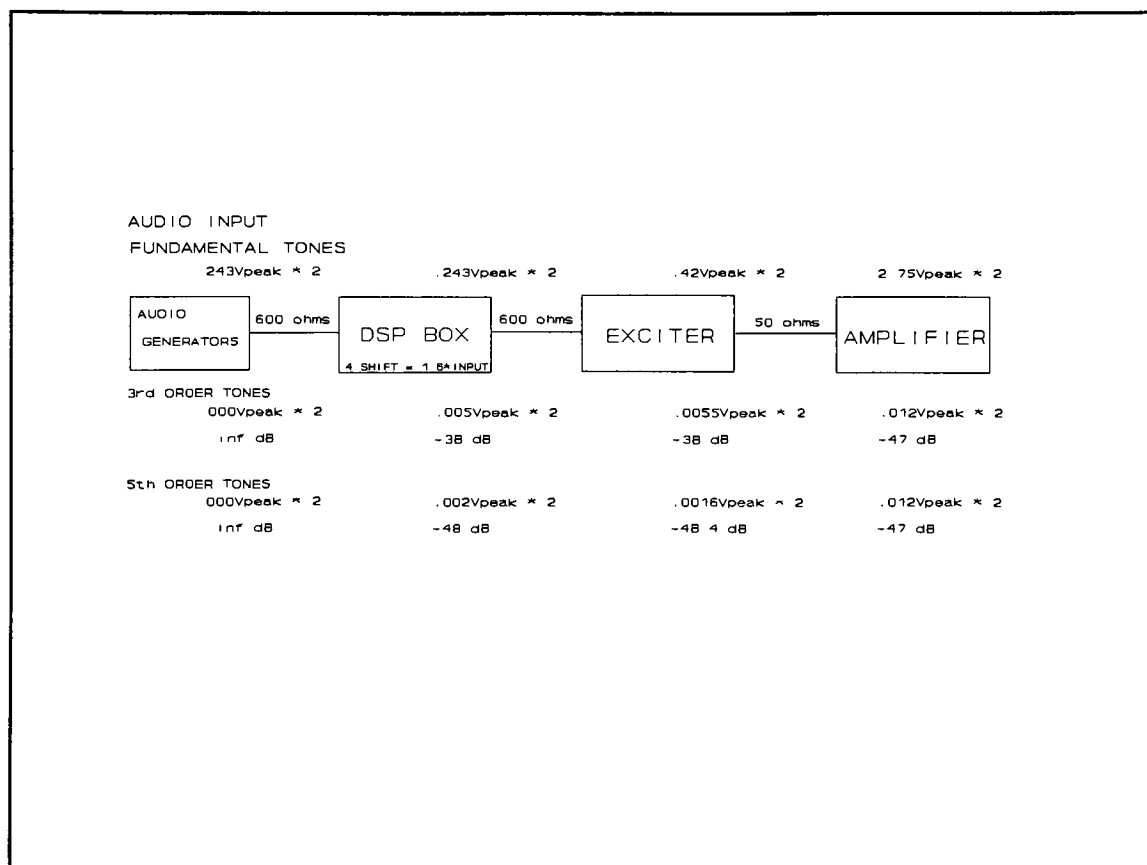 AUDIO INPUT
FUNDAMENTAL TONES
243Vpeak * 2 .243Vpeak * 2 .42Vpeak * 2 2 75Vpeak * 2
AUDIO
GENERATORS
600 ohms
DSP BOX
4 SHIFT = 1 6*INPUT
600 ohms
EXCITER
50 ohms
AMPLIFIER
3rd ORDER TONES
000Vpeak * 2 .005Vpeak * 2 .0055Vpeak * 2 .012Vpeak * 2
inf dB -38 dB -38 dB -47 dB
5th ORDER TONES
000Vpeak * 2 .002Vpeak * 2 .0016Vpeak * 2 .012Vpeak * 2
inf dB -48 dB -48 4 dB -47 dB